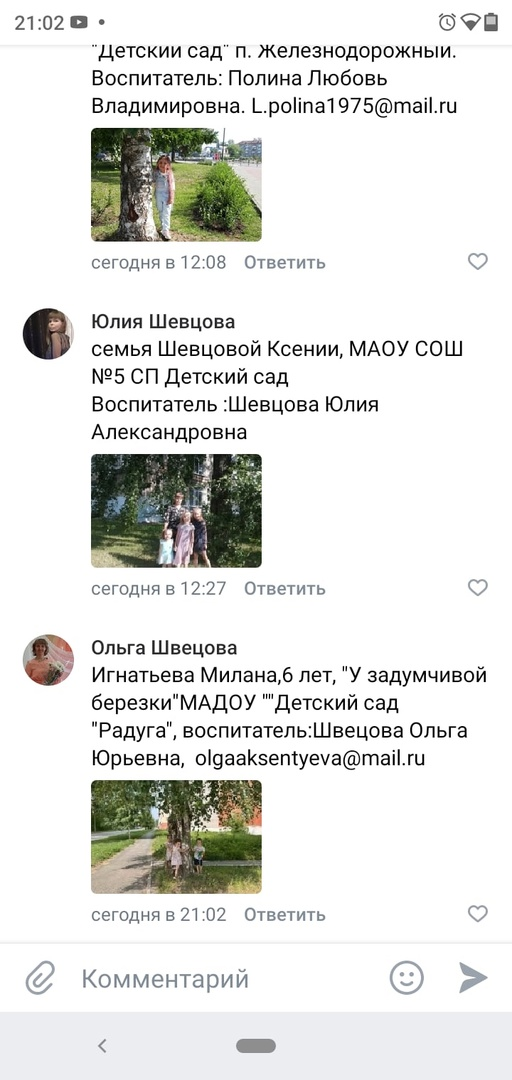 21:02
"Детский сад" п. Железнодорожный.
Воспитатель: Полина Любовь
Владимировна. L.polina1975@mail.ru
сегодня в 12:08 Ответить
Юлия Шевцова
семья Шевцовой Ксении, МАОУ СОШ
№5 СП Детский сад
Воспитатель :Шевцова Юлия
Александровна
сегодня в 12:27 Ответить
Ольга Швецова
Игнатьева Милана,6 лет, "У задумчивой
березки"МАДОУ ""Детский сад
"Радуга", воспитатель:Швецова Ольга
Юрьевна, olgaaksentyeva@mail.ru
сегодня в 21:02 Ответить
Комментарий